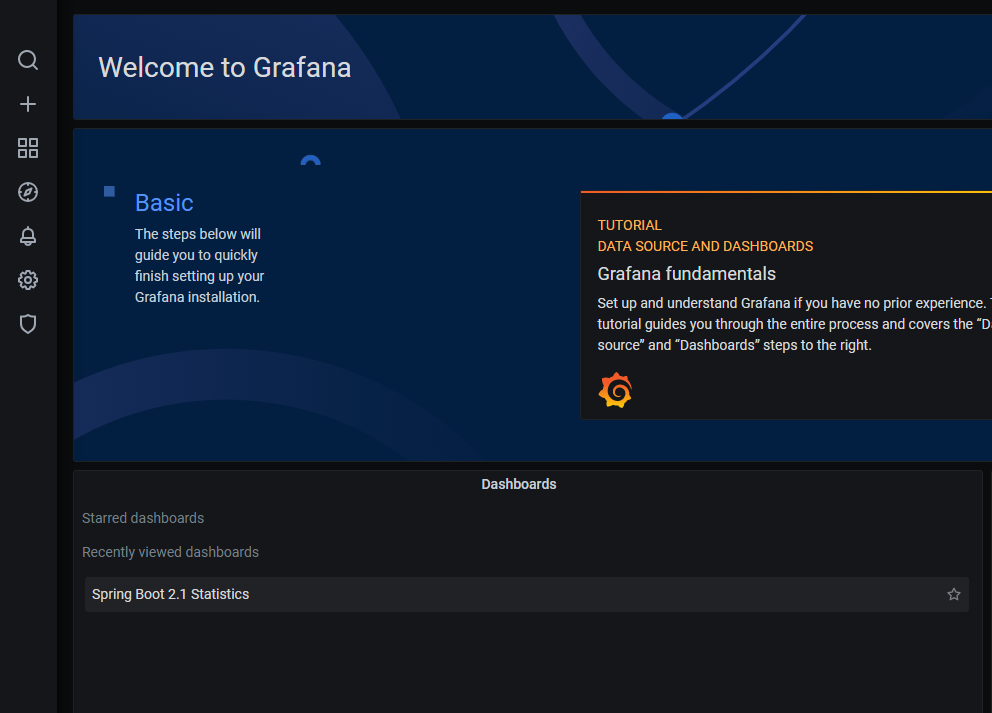 Welcome to Grafana
Basic
The steps below will
guide you to quickly
finish setting up your
Grafana installation.
TUTORIAL
DATA SOURCE AND DASHBOARDS
Grafana fundamentals
Set up and understand Grafana if you have no prior experience.
tutorial guides you through the entire process and covers the
source” and “Dashboards” steps to the right.
Dashboards
Starred dashboards
Recently viewed dashboards
Spring Boot 2.1 Statistics